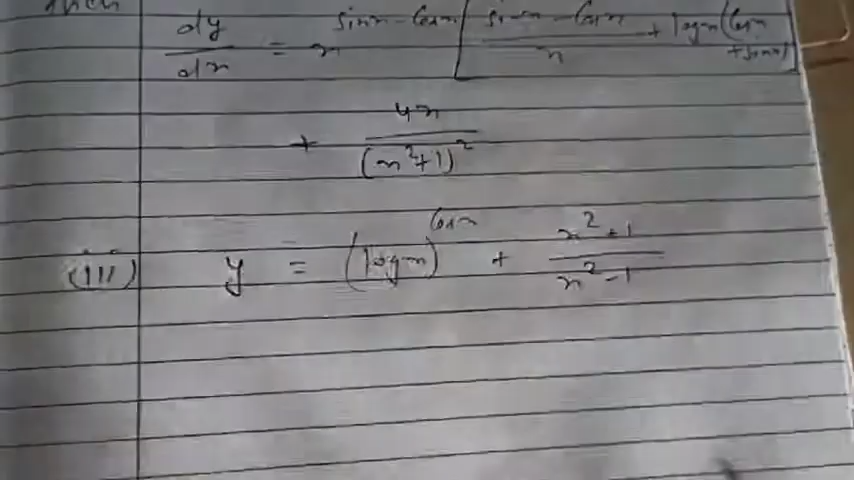 then
dy/dx = x^(sinx - cosx) [ (sinx - cosx)/x + logx (cosx + sinx) ]
+ 4x/(x²+1)²
(iii) y = (logx)^cosx + (x²+1)/(x²-1)